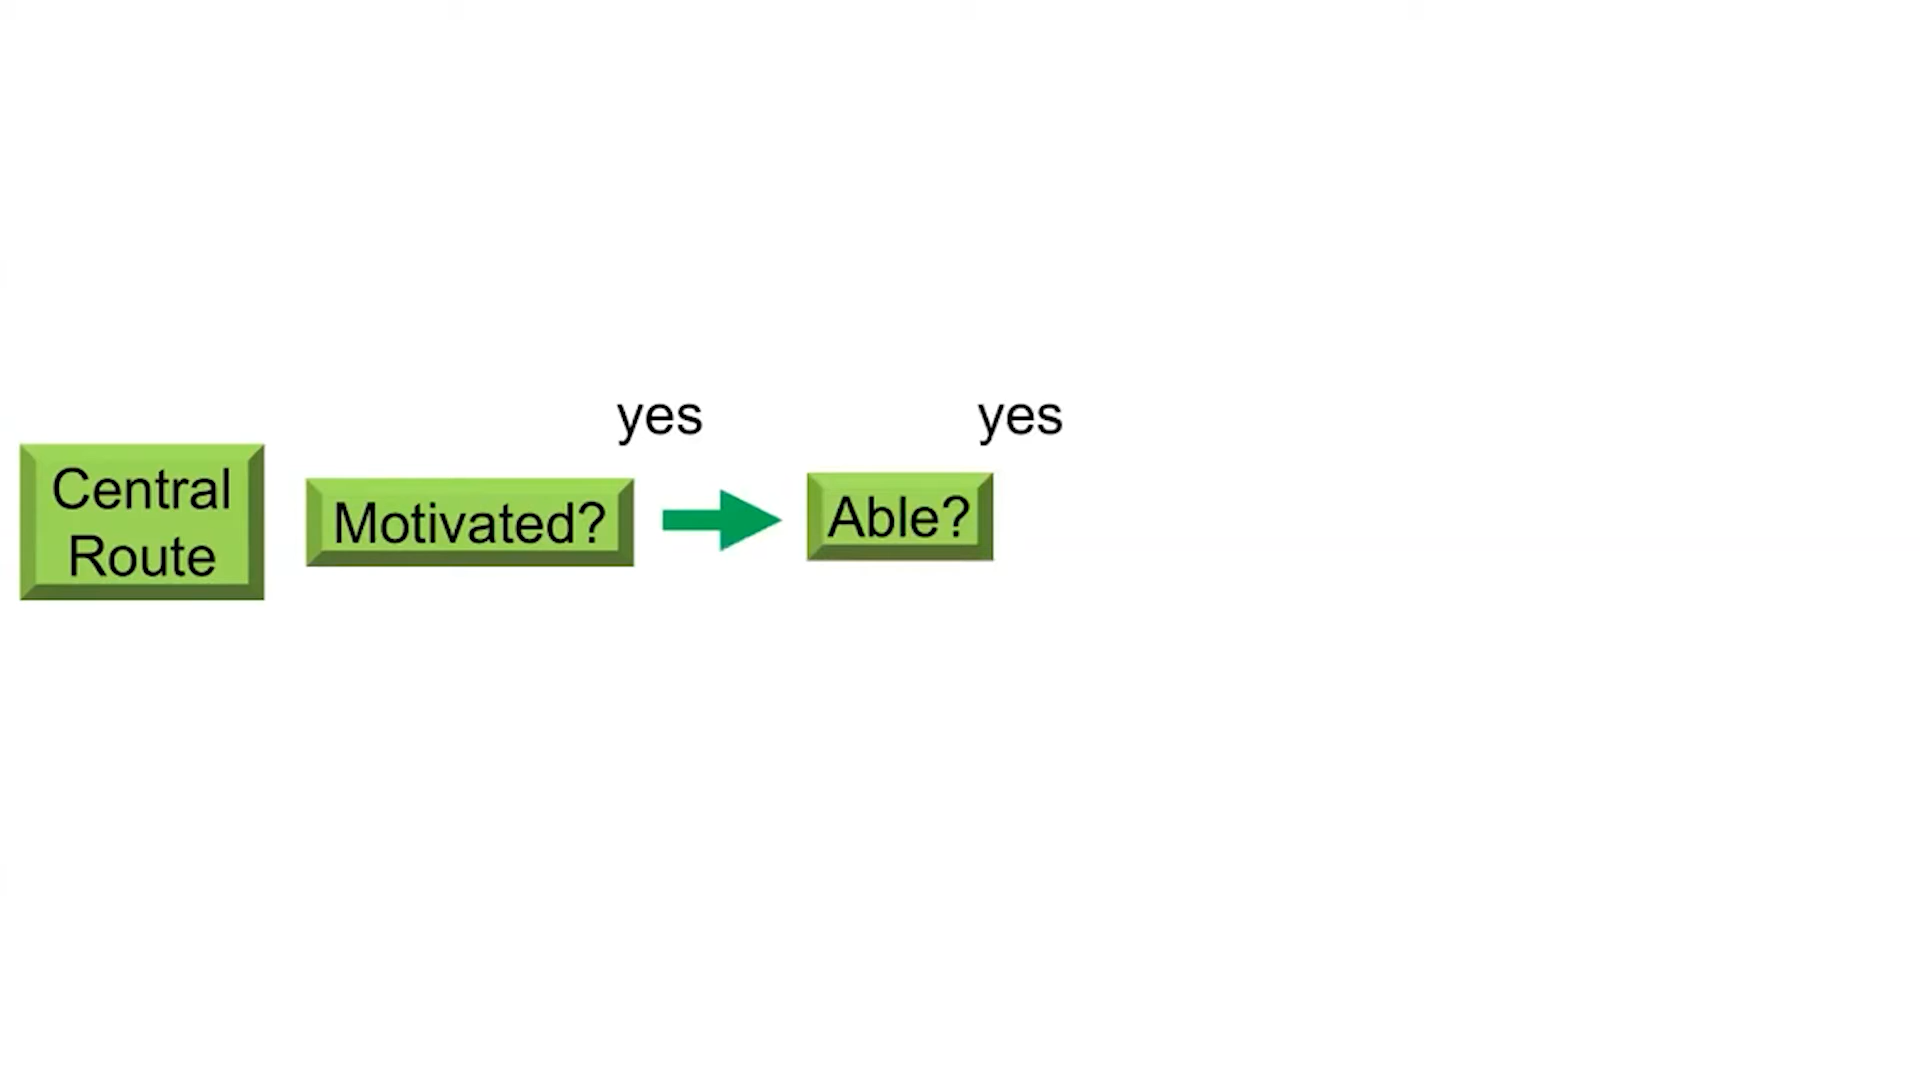 yes
yes
Central
Route
Motivated?
Able?